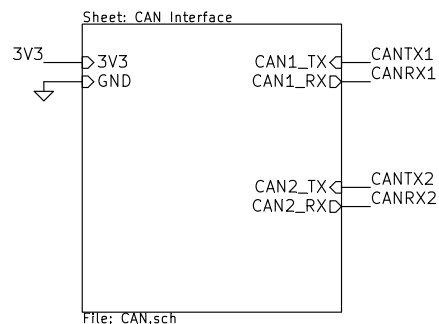 Sheet: CAN Interface
3V3
3V3
GND
CAN1_TX
CANTX1
CAN1_RX
CANRX1
CAN2_TX
CANTX2
CAN2_RX
CANRX2
File: CAN.sch